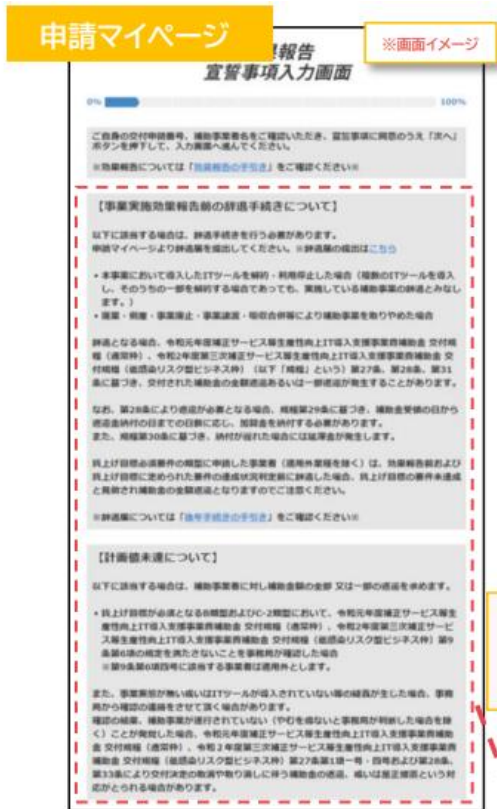 申請マイページ
※画面イメージ
果報告
宣誓事項入力画面
0%
100%
ご自身の交付申請番号、補助事業者名をご確認いただき、宣誓事項に同意のうえ「次へ」
ボタンを押下して、入力画面へ進んでください。
※効果報告については「効果報告の手引き」をご確認ください※
【事業実施効果報告前の辞退手続きについて】
以下に該当する場合は、辞退手続きを行う必要があります。
申請マイページより辞退届を提出してください。※辞退届の提出はこちら
・本事業において導入したITツールを解約・利用停止した場合（複数のITツールを導入
し、そのうちの一部を解約する場合であっても、実施している補助事業の辞退とみなし
ます。）
・廃業・倒産・事業廃止・事業譲渡・吸収合併等により補助事業を取りやめた場合
辞退となる場合、令和元年度補正サービス等生産性向上IT導入支援事業費補助金 交付規
程（通常枠）、令和2年度第三次補正サービス等生産性向上IT導入支援事業費補助金 交
付規程（低感染リスク型ビジネス枠）（以下「規程」という）第27条、第28条、第31
条に基づき、交付された補助金の全額返還あるいは一部返還が発生することがあります。
なお、第28条により返還が必要となる場合、規程第29条に基づき、補助金受領の日から
返還金納付の日までの日数に応じ、加算金を納付する必要があります。
また、規程第30条に基づき、納付が遅れた場合には延滞金が発生します。
賃上げ目標必須要件の類型に申請した事業者（適用外業種を除く）は、効果報告前および
賃上げ目標に定められた要件の達成状況判定前に辞退した場合、賃上げ目標の要件未達成
と見做され補助金の全額返還となりますのでご注意ください。
※辞退届については「後年手続きの手引き」をご確認ください※
【計画値未達について】
以下に該当する場合は、補助事業者に対し補助金額の全部 又は一部の返還を求めます。
・賃上げ目標が必須となるB類型およびC-2類型において、令和元年度補正サービス等生
産性向上IT導入支援事業費補助金 交付規程（通常枠）、令和2年度第三次補正サービ
ス等生産性向上IT導入支援事業費補助金 交付規程（低感染リスク型ビジネス枠）第9
条第6項の規定を満たさないことを事務局が確認した場合
※第9条第6項四号に該当する事業者は適用外とします。
また、事業実態が無い或いはITツールが導入されていない等の疑義が生じた場合、事務
局から確認の連絡をさせて頂く場合があります。
確認の結果、補助事業が遂行されていない（やむを得ないと事務局が判断した場合を除
く）ことが発覚した場合、令和元年度補正サービス等生産性向上IT導入支援事業費補助
金 交付規程（通常枠）、令和２年度第三次補正サービス等生産性向上IT導入支援事業費
補助金 交付規程（低感染リスク型ビジネス枠）第27条第1項一号・四号および第28条、
第33条により交付決定の取消や取り消しに伴う補助金の返還、或いは是正措置という対
応がとられる場合があります。